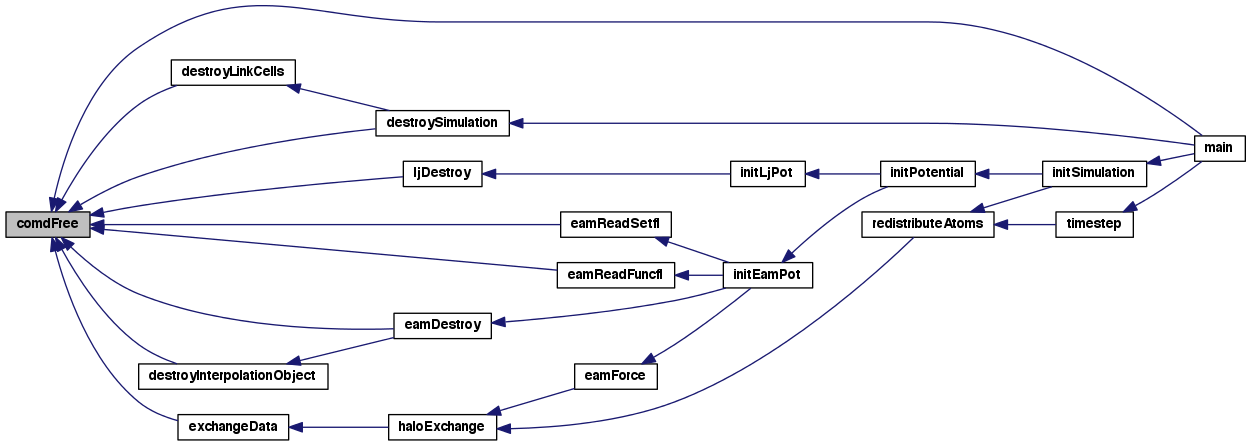 destroyLinkCells
destroySimulation
main
ljDestroy
initLjPot
initPotential
initSimulation
comdFree
eamReadSetfl
redistributeAtoms
timestep
eamReadFuncfl
initEamPot
eamDestroy
destroyInterpolationObject
eamForce
exchangeData
haloExchange